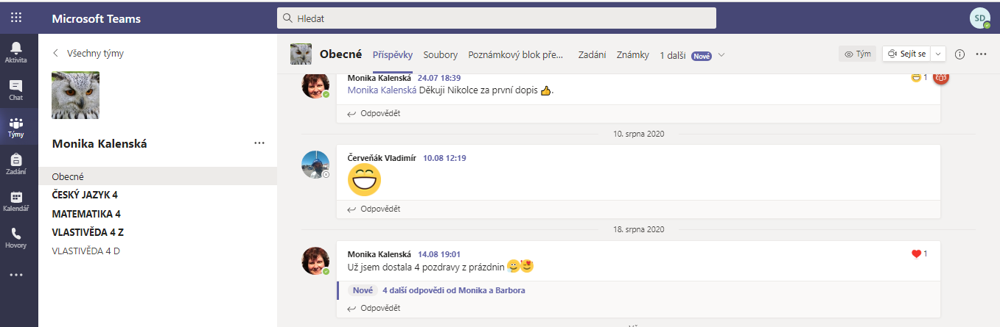 Microsoft Teams
Hledat
SD
Aktivita
Chat
Týmy
Zadání
Kalendář
Hovory
Všechny týmy
Monika Kalenská
Obecné
ČESKÝ JAZYK 4
MATEMATIKA 4
VLASTIVĚDA 4 Z
VLASTIVĚDA 4 D
Obecné Příspěvky Soubory Poznámkový blok pře... Zadání Známky 1 další Nové
Tým Sejít se
Monika Kalenská 24.07 18:39 1
Monika Kalenská Děkuji Nikolce za první dopis 👍.
Odpovědět
10. srpna 2020
Červeňák Vladimír 10.08 12:19
Odpovědět
18. srpna 2020
Monika Kalenská 14.08 19:01 1
Už jsem dostala 4 pozdravy z prázdnin
Nové 4 další odpovědi od Monika a Barbora
Odpovědět